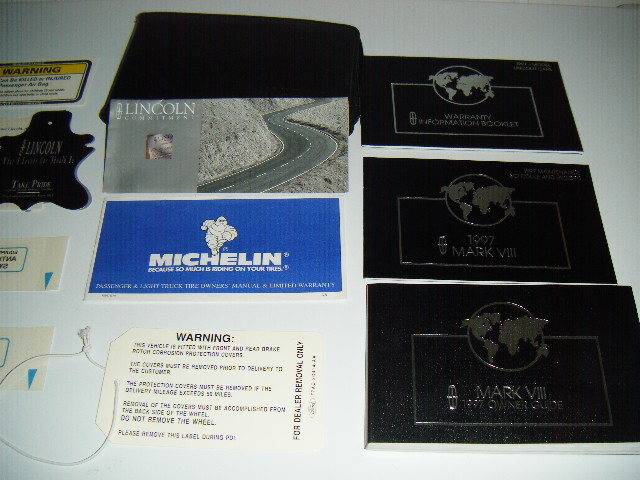 WARNING
LINCOLN
TAKE PRIDE
LINCOLN
COMMITMENT
MICHELIN®
BECAUSE SO MUCH IS RIDING ON YOUR TIRES.®
PASSENGER & LIGHT TRUCK TIRE OWNERS' MANUAL & LIMITED WARRANTY
WARNING:
THIS VEHICLE IS FITTED WITH FRONT AND REAR BRAKE
ROTOR CORROSION PROTECTION COVERS.
THE COVERS MUST BE REMOVED PRIOR TO DELIVERY TO
THE CUSTOMER.
THE PROTECTION COVERS MUST BE REMOVED IF THE
DELIVERY MILEAGE EXCEEDS 50 MILES.
REMOVAL OF THE COVERS MUST BE ACCOMPLISHED FROM
THE BACK SIDE OF THE WHEEL.
DO NOT REMOVE THE WHEEL.
PLEASE REMOVE THIS LABEL DURING PDI.
FOR DEALER REMOVAL ONLY
WARRANTY
INFORMATION BOOKLET
1997 MAINTENANCE
SCHEDULE AND RECORD
1997
MARK VIII
MARK VIII
1997 OWNER GUIDE